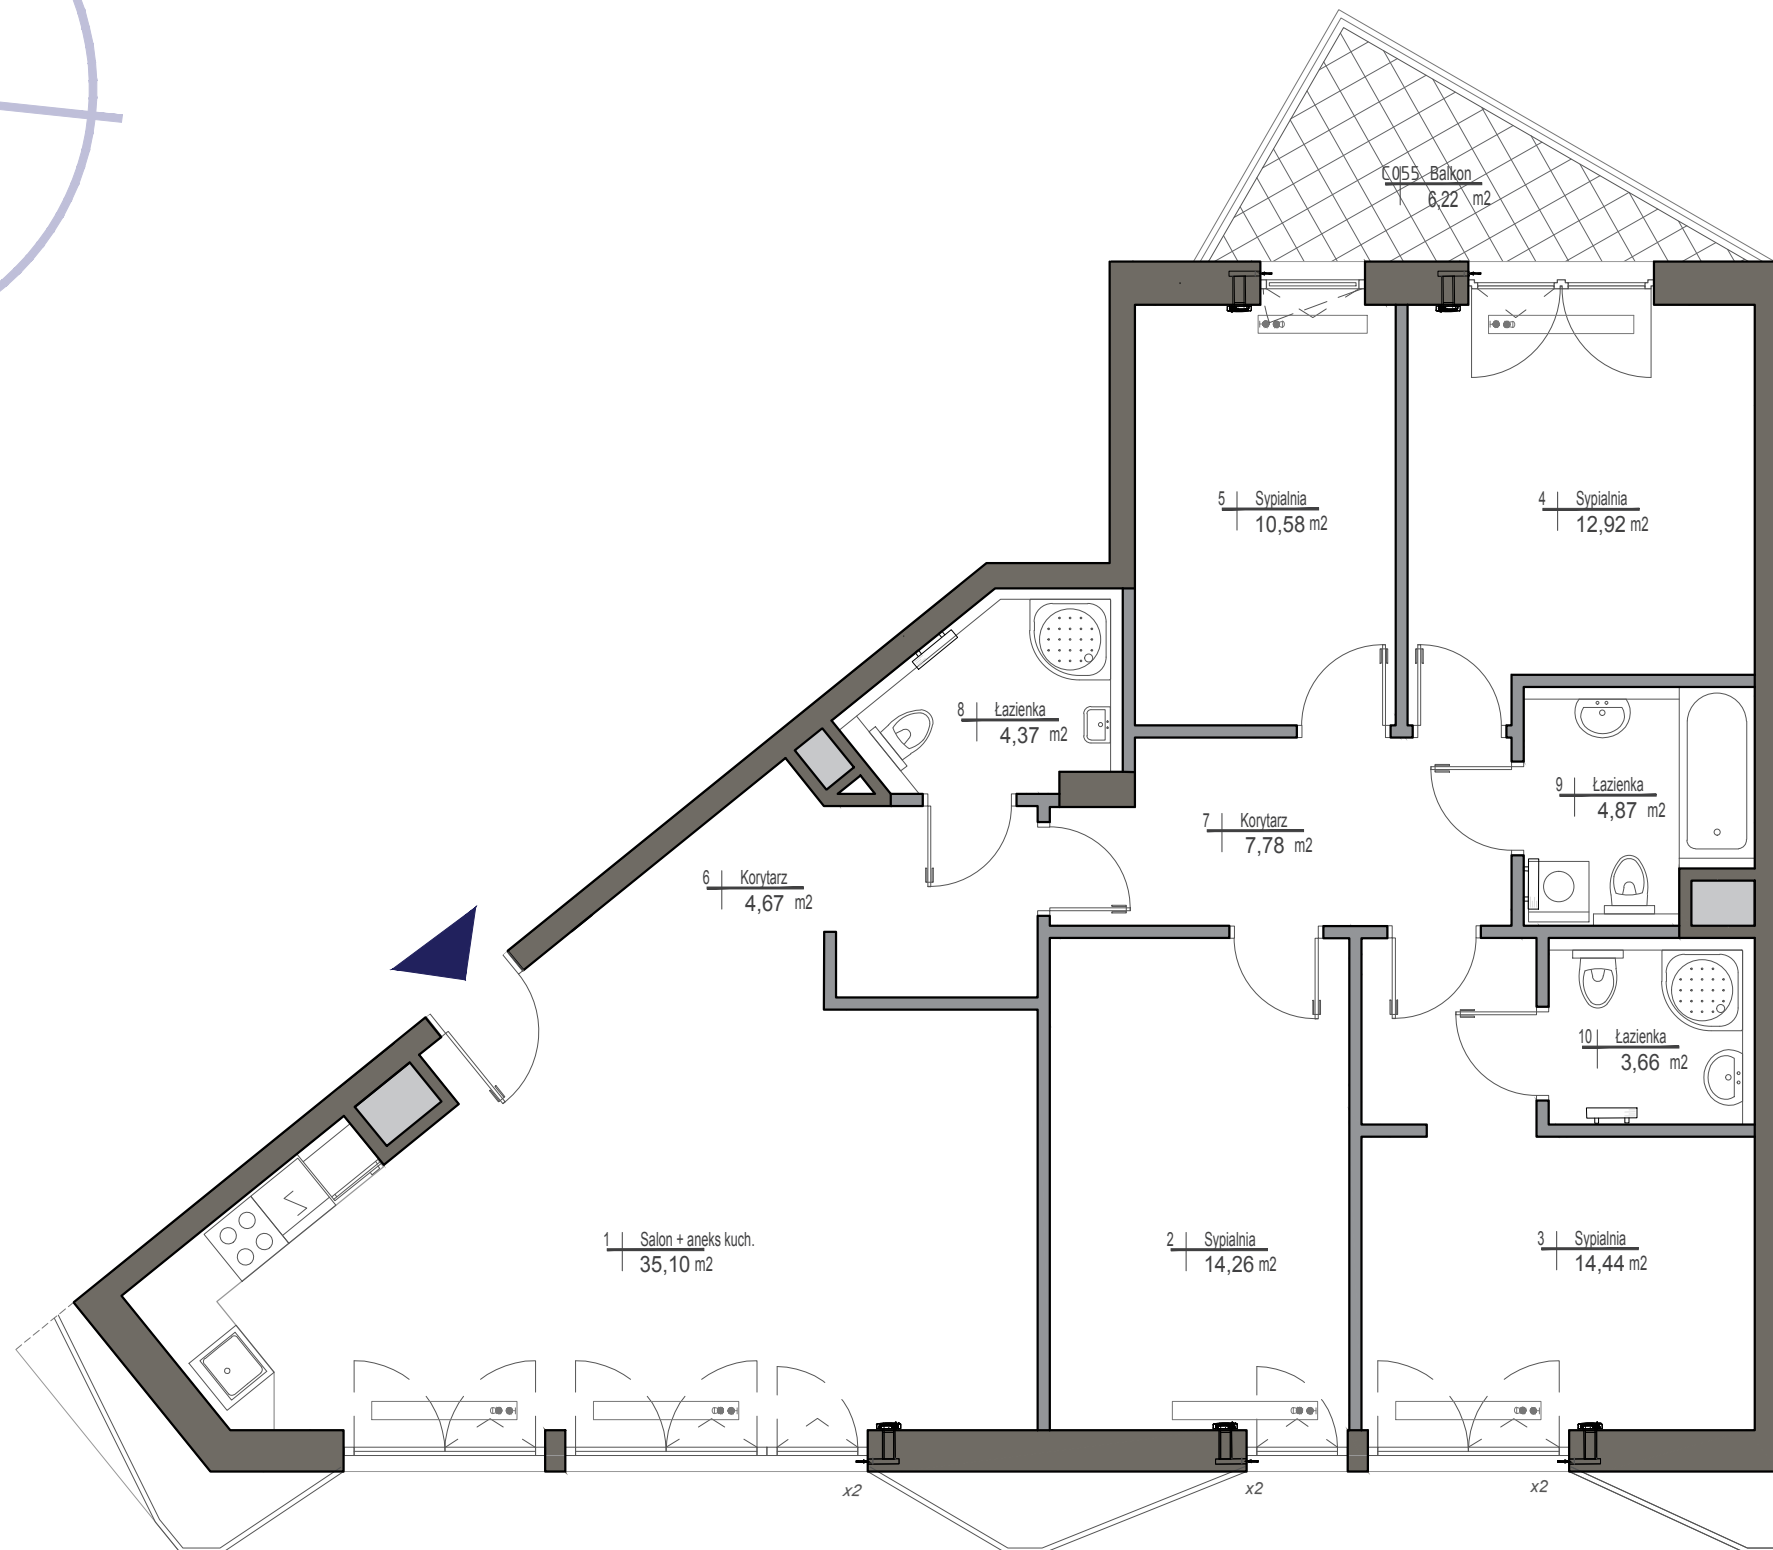 C055 Balkon
6,22 m2
5 Sypialnia
10,58 m2
4 Sypialnia
12,92 m2
8 Łazienka
4,37 m2
9 Łazienka
4,87 m2
7 Korytarz
7,78 m2
6 Korytarz
4,67 m2
10 Łazienka
3,66 m2
1 Salon + aneks kuch.
35,10 m2
2 Sypialnia
14,26 m2
3 Sypialnia
14,44 m2
x2
x2
x2